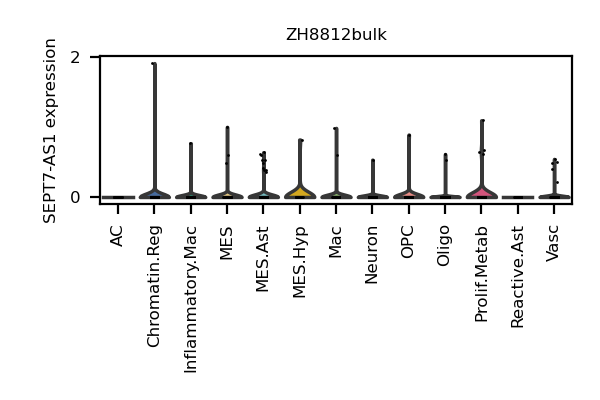 ZH8812bulk
SEPT7-AS1 expression
2
0
AC
Chromatin.Reg
Inflammatory.Mac
MES
MES.Ast
MES.Hyp
Mac
Neuron
OPC
Oligo
Prolif.Metab
Reactive.Ast
Vasc